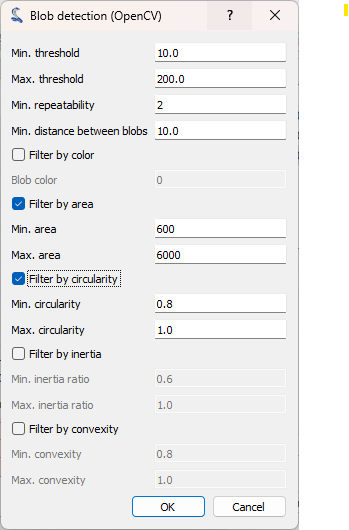 Blob detection (OpenCV) ?
Min. threshold 10.0
Max. threshold 200.0
Min. repeatability 2
Min. distance between blobs 10.0
Filter by color
Blob color 0
Filter by area
Min. area 600
Max. area 6000
Filter by circularity
Min. circularity 0.8
Max. circularity 1.0
Filter by inertia
Min. inertia ratio 0.6
Max. inertia ratio 1.0
Filter by convexity
Min. convexity 0.8
Max. convexity 1.0
OK Cancel